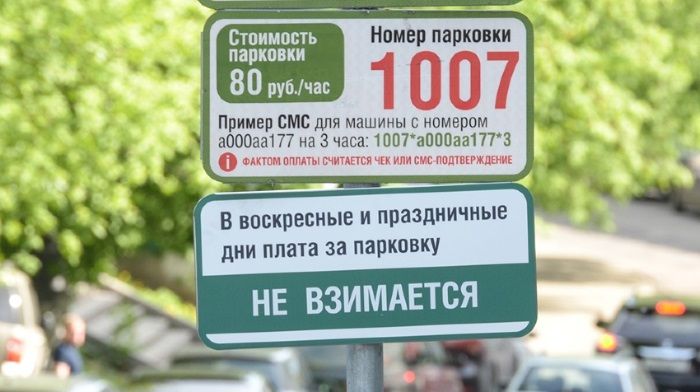 Стоимость
парковки
80 руб./час
Номер парковки
1007
Пример СМС для машины с номером
а000аа177 на 3 часа: 1007*а000аа177*3
ФАКТОМ ОПЛАТЫ СЧИТАЕТСЯ ЧЕК ИЛИ СМС-ПОДТВЕРЖДЕНИЕ
В воскресные и праздничные
дни плата за парковку
НЕ ВЗИМАЕТСЯ